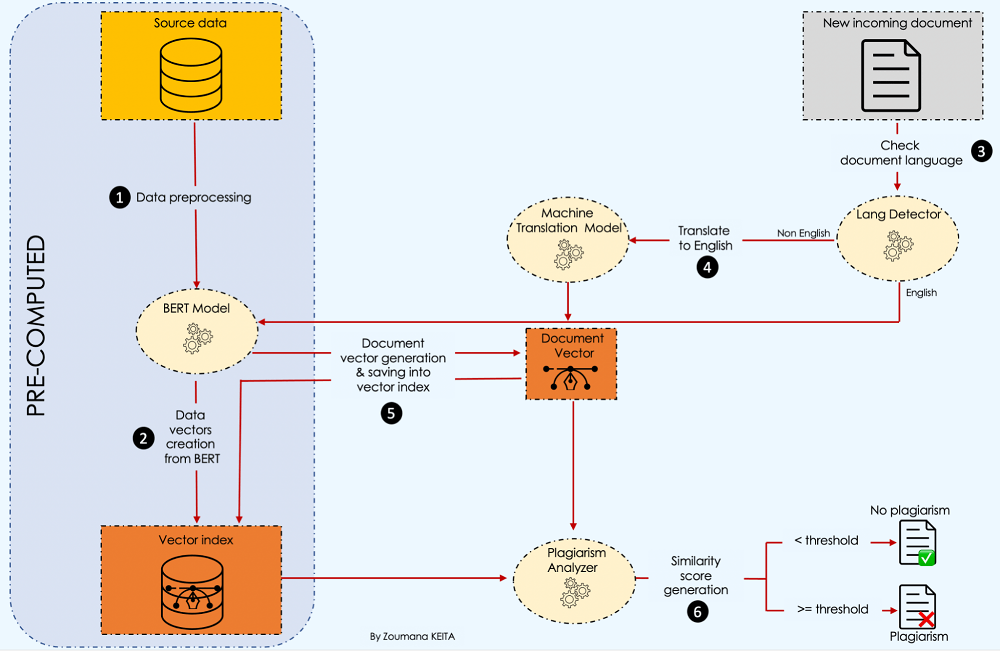 Source data
New incoming document
Check
document language
3
1
Data preprocessing
Machine
Translation Model
Translate
to English
4
Non English
Lang Detector
English
PRE-COMPUTED
BERT Model
Document
vector generation
& saving into
vector index
5
Document
Vector
2
Data
vectors
creation
from BERT
Vector index
Plagiarism
Analyzer
Similarity
score
generation
6
No plagiarism
< threshold
>= threshold
Plagiarism
By Zoumana KEITA